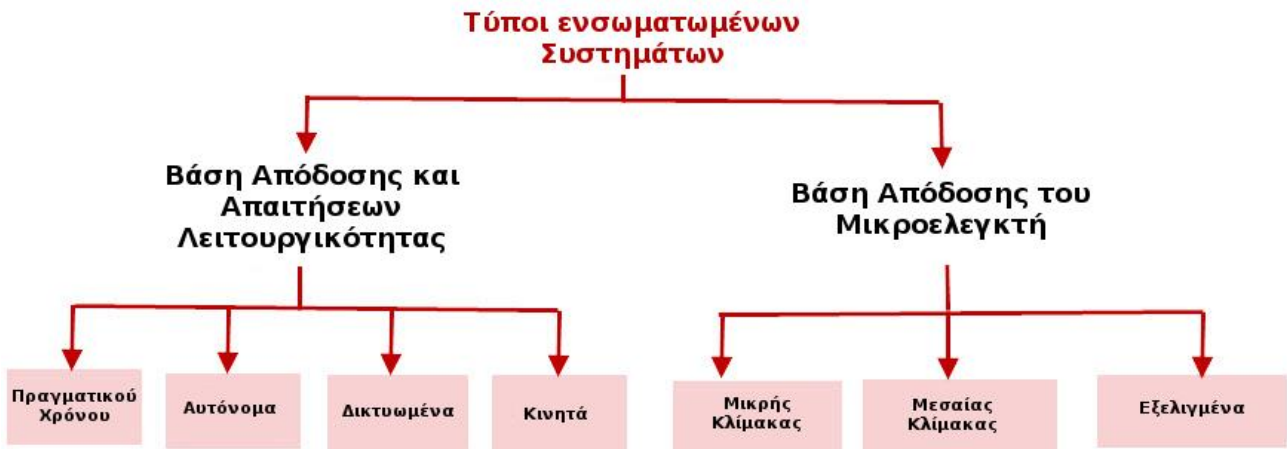 Τύποι ενσωματωμένων
Συστημάτων
Βάση Απόδοσης και
Απαιτήσεων
Λειτουργικότητας
Βάση Απόδοσης του
Μικροελεγκτή
Πραγματικού
Χρόνου
Αυτόνομα
Δικτυωμένα
Κινητά
Μικρής
Κλίμακας
Μεσαίας
Κλίμακας
Εξελιγμένα